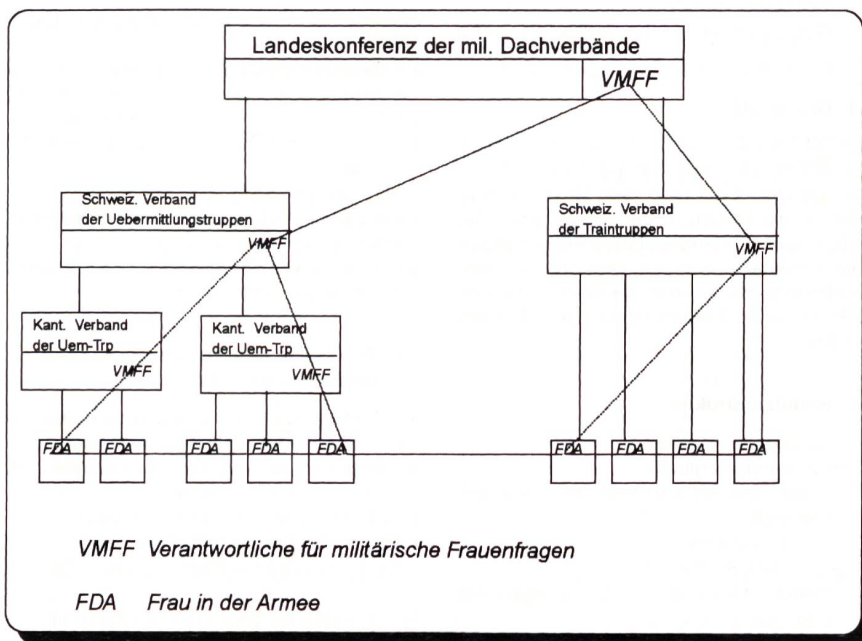 Landeskonferenz der mil. Dachverbände
VMFF
Schweiz. Verband
der Uebermittlungstruppen
VMFF
Schweiz. Verband
der Traintruppen
VMFF
Kant. Verband
der Uem-Trp
VMFF
Kant. Verband
der Uem-Trp
VMFF
FDA FDA FDA FDA FDA FDA FDA FDA FDA
VMFF Verantwortliche für militärische Frauenfragen
FDA Frau in der Armee